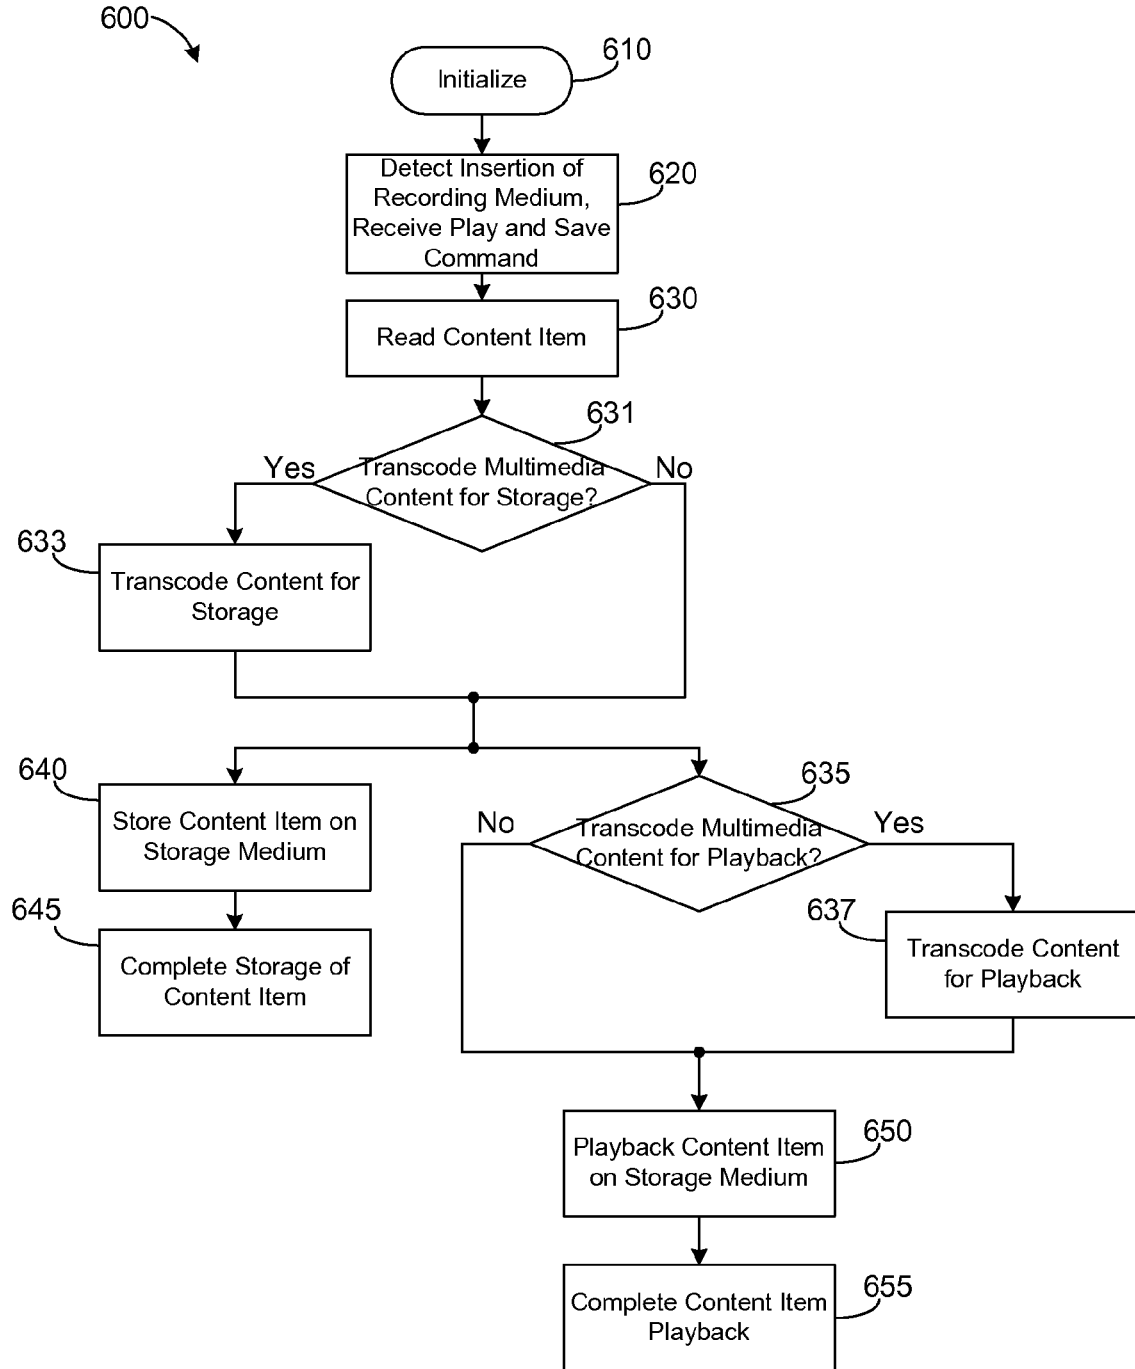 600
610
Initialize
620
Detect Insertion of
Recording Medium,
Receive Play and Save
Command
630
Read Content Item
631
Yes
Transcode Multimedia
Content for Storage?
No
633
Transcode Content for
Storage
640
Store Content Item on
Storage Medium
645
Complete Storage of
Content Item
635
No
Transcode Multimedia
Content for Playback?
Yes
637
Transcode Content
for Playback
650
Playback Content Item
on Storage Medium
655
Complete Content Item
Playback